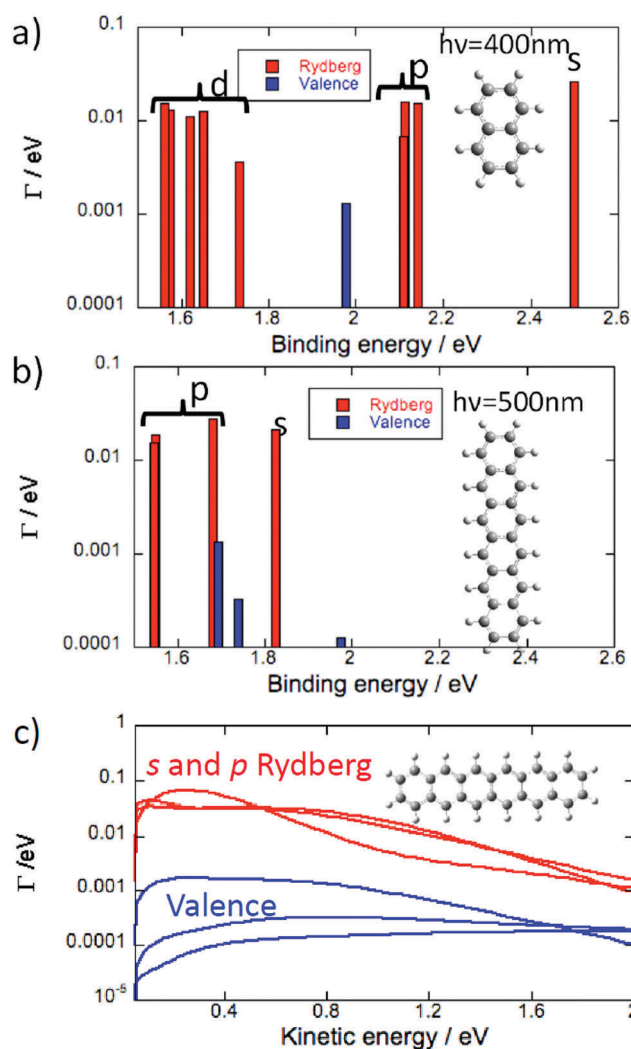 a)
hν=400nm
d
p
s
Rydberg
Valence
Γ / eV
0.1
0.01
0.001
0.0001
1.6
1.8
2
2.2
2.4
2.6
Binding energy / eV
b)
hν=500nm
p
s
Rydberg
Valence
Γ / eV
0.1
0.01
0.001
0.0001
1.6
1.8
2
2.2
2.4
2.6
Binding energy / eV
c)
s and p Rydberg
Valence
Γ /eV
1
0.1
0.01
0.001
0.0001
10⁻⁵
0.4
0.8
1.2
1.6
2
Kinetic energy / eV